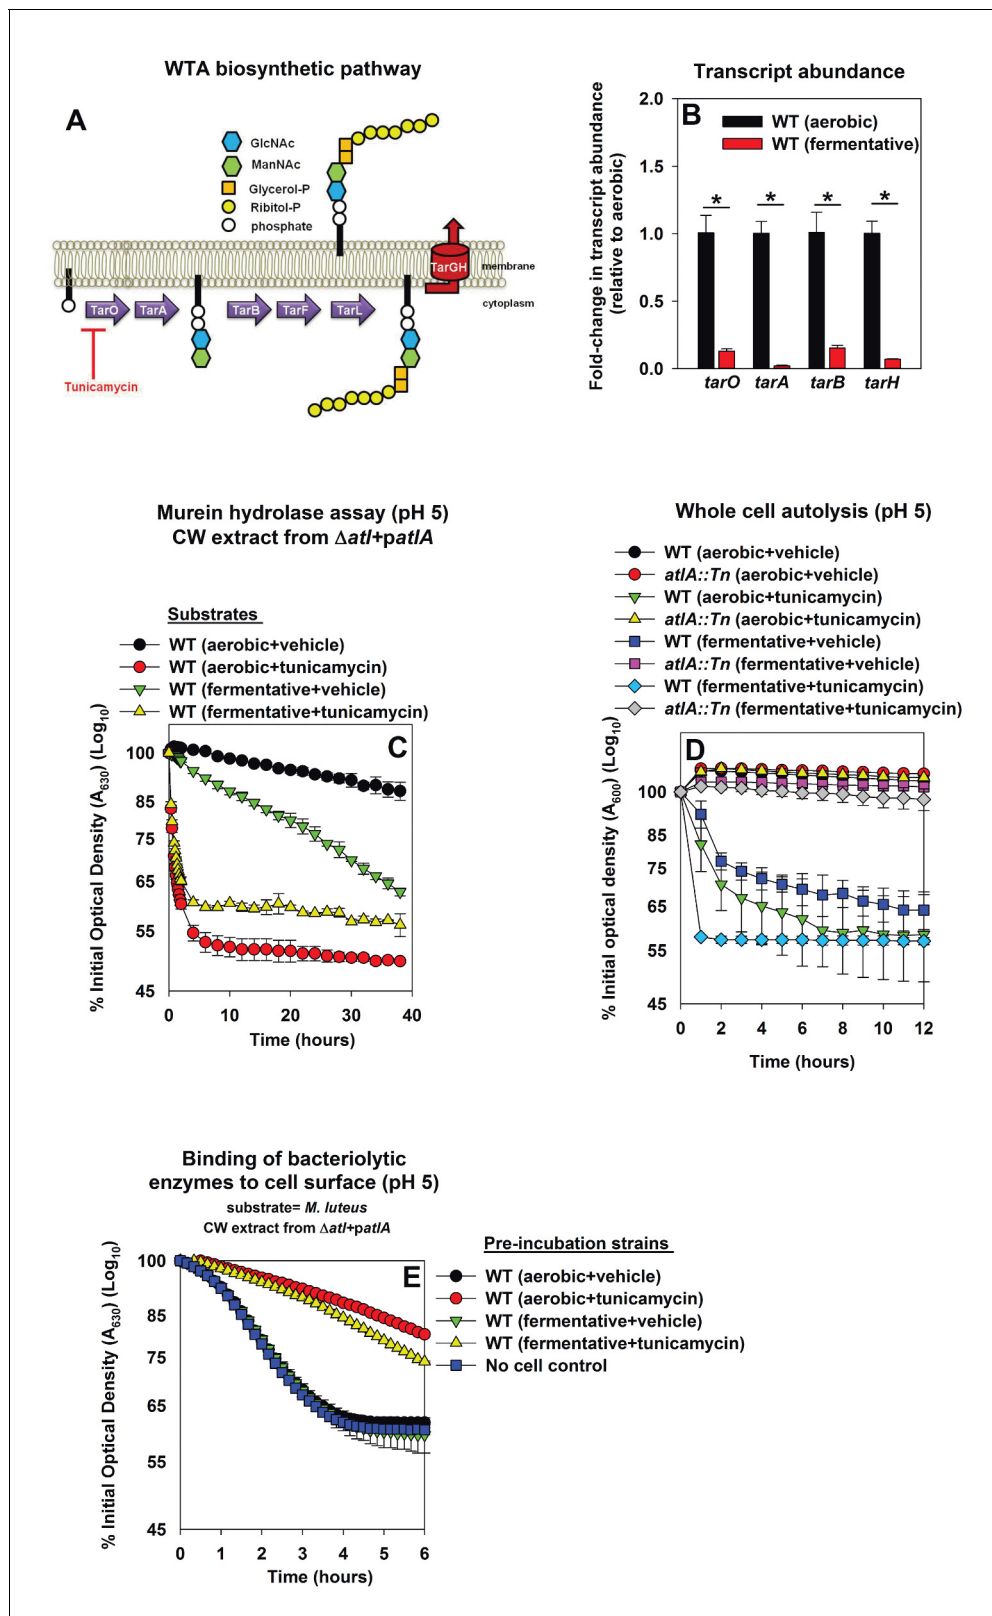 WTA biosynthetic pathway
A
GlcNAc
ManNAc
Glycerol-P
Ribitol-P
phosphate
TarGH
membrane
cytoplasm
TarO
TarA
TarB
TarF
TarL
Tunicamycin
Transcript abundance
B
WT (aerobic)
WT (fermentative)
Fold-change in transcript abundance
(relative to aerobic)
2.0
1.5
1.0
0.5
0.0
* * * *
tarO tarA tarB tarH
Murein hydrolase assay (pH 5)
CW extract from Δatl+patlA
Substrates
WT (aerobic+vehicle)
WT (aerobic+tunicamycin)
WT (fermentative+vehicle)
WT (fermentative+tunicamycin)
C
% Initial Optical Density (A630) (Log10)
100
85
75
65
55
45
0 10 20 30 40
Time (hours)
Whole cell autolysis (pH 5)
WT (aerobic+vehicle)
atlA::Tn (aerobic+vehicle)
WT (aerobic+tunicamycin)
atlA::Tn (aerobic+tunicamycin)
WT (fermentative+vehicle)
atlA::Tn (fermentative+vehicle)
WT (fermentative+tunicamycin)
atlA::Tn (fermentative+tunicamycin)
D
% Initial optical density (A600) (Log10)
100
85
75
65
55
45
0 2 4 6 8 10 12
Time (hours)
Binding of bacteriolytic
enzymes to cell surface (pH 5)
substrate= M. luteus
CW extract from Δatl+patlA
E
Pre-incubation strains
WT (aerobic+vehicle)
WT (aerobic+tunicamycin)
WT (fermentative+vehicle)
WT (fermentative+tunicamycin)
No cell control
% Initial Optical Density (A630) (Log10)
100
85
75
65
55
45
0 1 2 3 4 5 6
Time (hours)